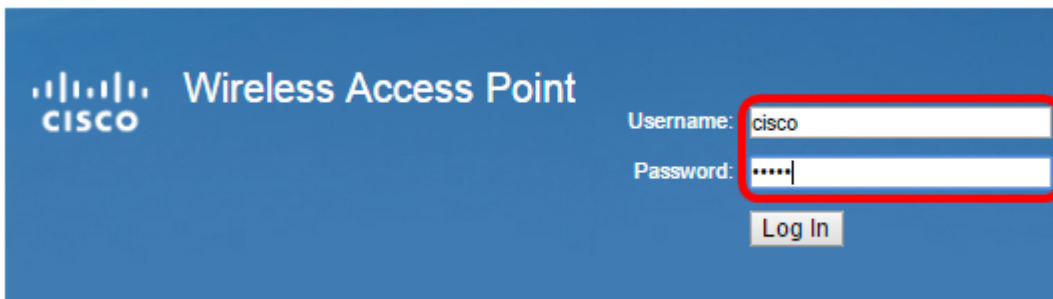 CISCO
Wireless Access Point
Username: cisco
Password: •••••
Log In